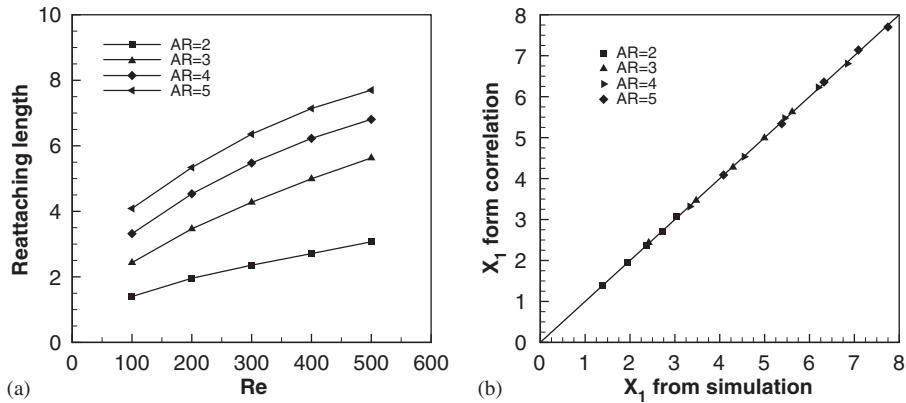 10
8
6
4
2
0
0
100
200
300
400
500
600
Reattaching length
Re
AR=2
AR=3
AR=4
AR=5
(a)
8
7
6
5
4
3
2
1
0
0
1
2
3
4
5
6
7
8
X1 form correlation
X1 from simulation
AR=2
AR=3
AR=4
AR=5
(b)